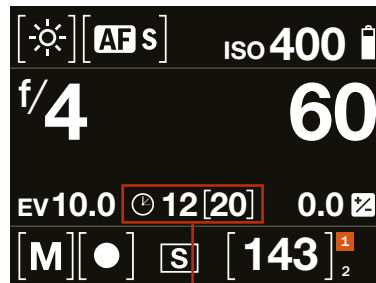 [ ] [AF S] ISO 400
f/4 60
EV 10.0 12 [20] 0.0 +/-
[M] [●] [S] [143] 1
2